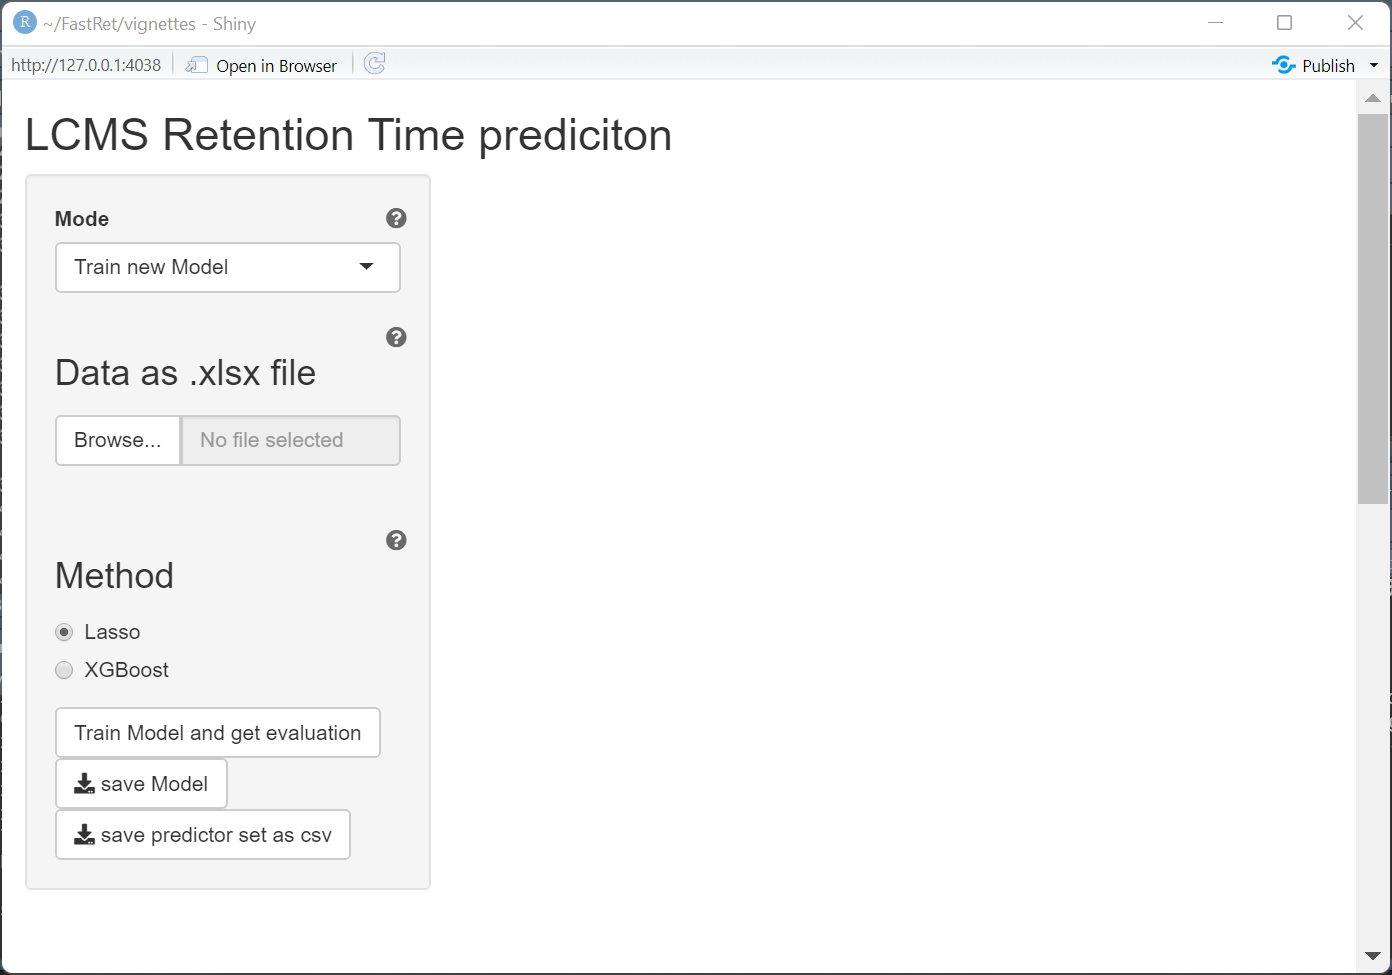 R ~/FastRet/vignettes - Shiny
http://127.0.0.1:4038 Open in Browser Publish
LCMS Retention Time prediciton
Mode ?
Train new Model
?
Data as .xlsx file
Browse... No file selected
?
Method
Lasso
XGBoost
Train Model and get evaluation
save Model
save predictor set as csv